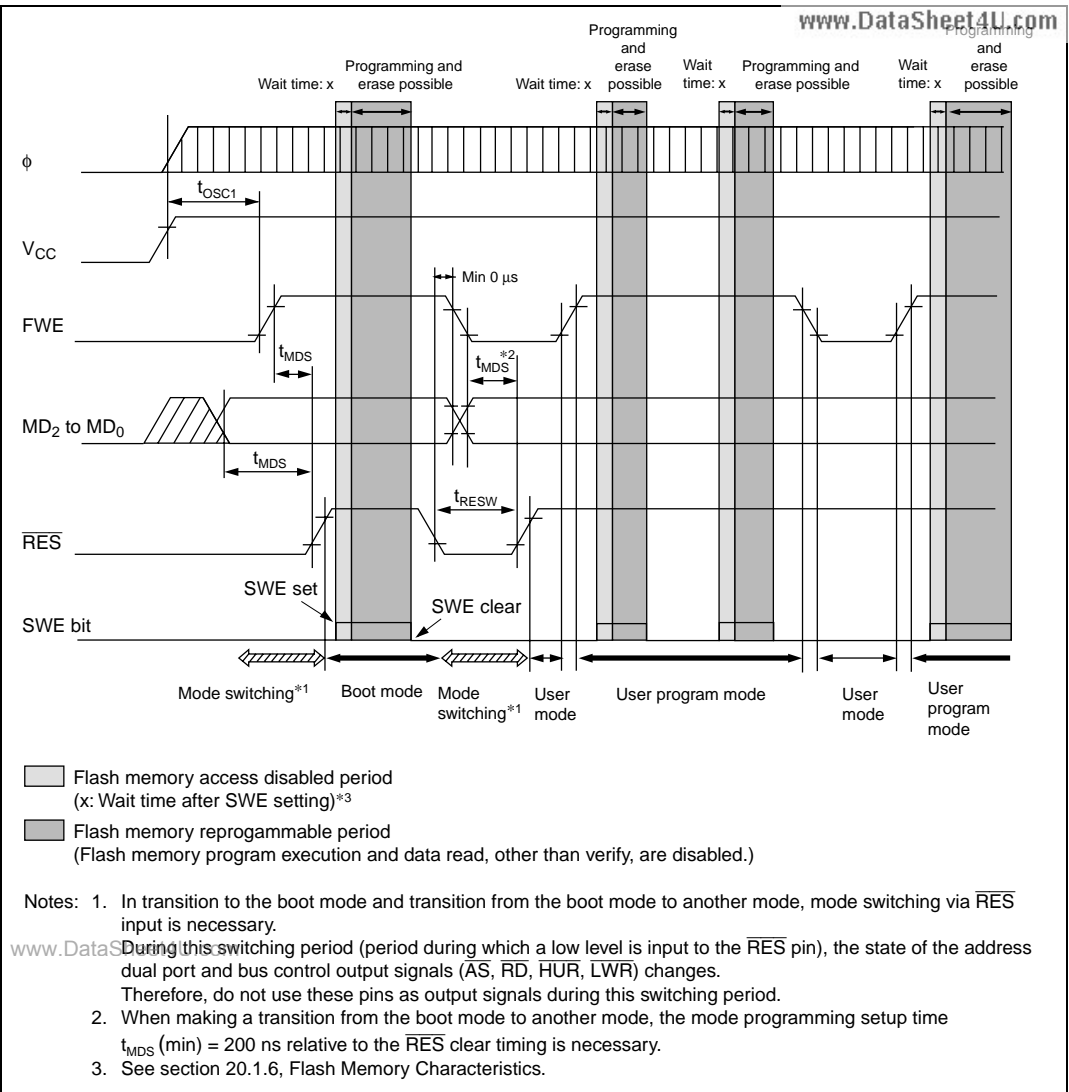 www.DataSheet4U.com
Programming
and
erase
possible
Programming
and
erase
possible
Wait time: x
Programming and
erase possible
Wait time: x
Wait
time: x
Programming and
erase possible
Wait
time: x
ϕ
tOSC1
VCC
Min 0 µs
FWE
tMDS
tMDS*2
MD2 to MD0
tMDS
tRESW
RES
SWE set
SWE clear
SWE bit
Mode switching*1
Boot mode
Mode
switching*1
User
mode
User program mode
User
mode
User
program
mode
Flash memory access disabled period
(x: Wait time after SWE setting)*3
Flash memory reprogammable period
(Flash memory program execution and data read, other than verify, are disabled.)
Notes: 1. In transition to the boot mode and transition from the boot mode to another mode, mode switching via RES
input is necessary.
www.DataSheet4U.com
During this switching period (period during which a low level is input to the RES pin), the state of the address
dual port and bus control output signals (AS, RD, HUR, LWR) changes.
Therefore, do not use these pins as output signals during this switching period.
2. When making a transition from the boot mode to another mode, the mode programming setup time
tMDS (min) = 200 ns relative to the RES clear timing is necessary.
3. See section 20.1.6, Flash Memory Characteristics.